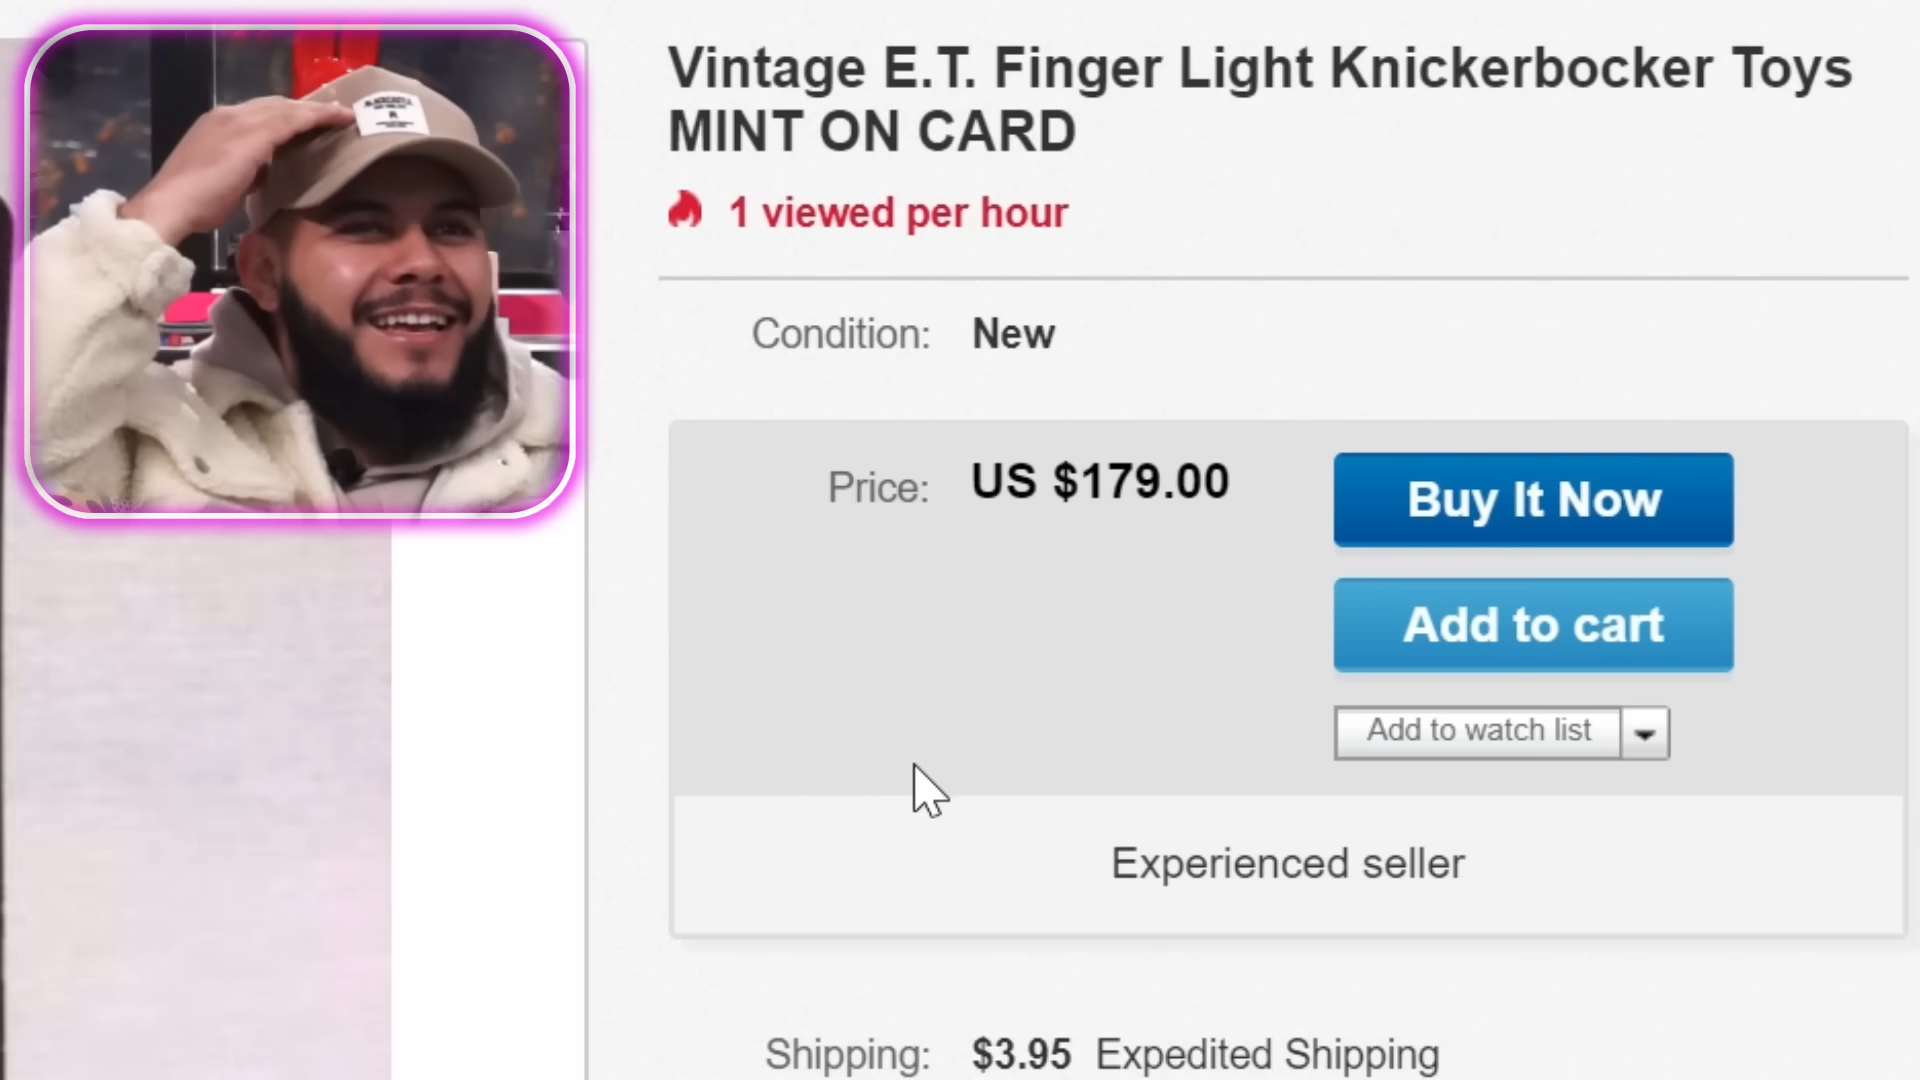 Vintage E.T. Finger Light Knickerbocker Toys
MINT ON CARD
1 viewed per hour
Condition: New
Price: US $179.00
Buy It Now
Add to cart
Add to watch list
Experienced seller
Shipping: $3.95 Expedited Shipping